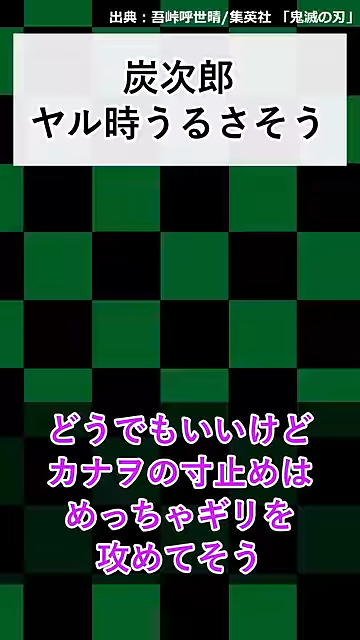 出典：吾峠呼世晴/集英社 「鬼滅の刃」
炭次郎
ヤル時うるさそう
どうでもいいけど
カナヲの寸止めは
めっちゃギリを
攻めてそう